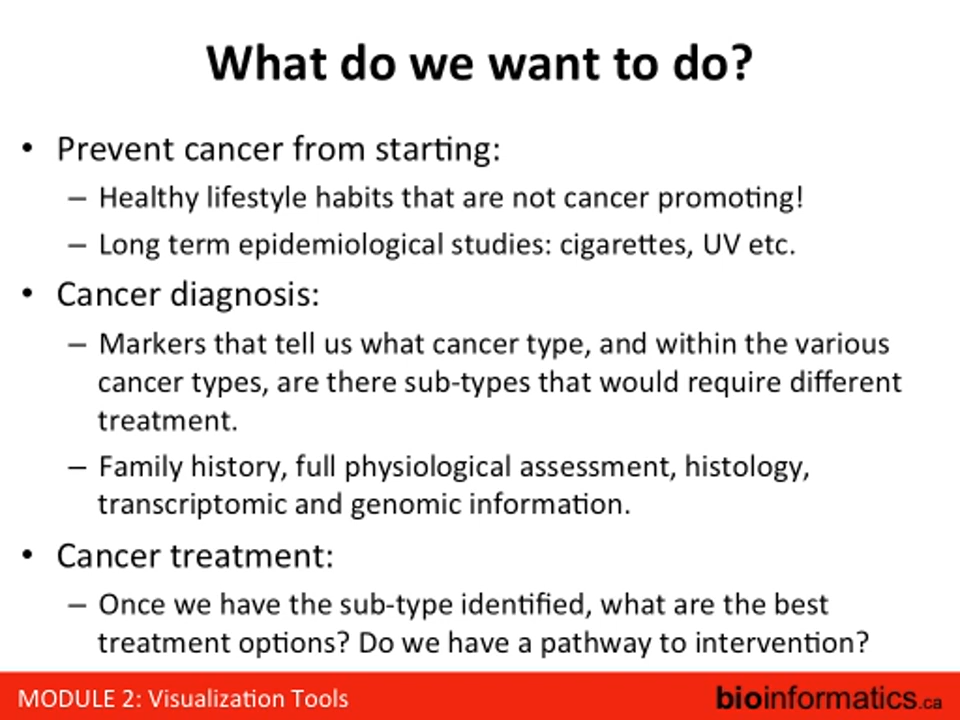 What do we want to do?
• Prevent cancer from starting:
– Healthy lifestyle habits that are not cancer promoting!
– Long term epidemiological studies: cigarettes, UV etc.
• Cancer diagnosis:
– Markers that tell us what cancer type, and within the various
cancer types, are there sub-types that would require different
treatment.
– Family history, full physiological assessment, histology,
transcriptomic and genomic information.
• Cancer treatment:
– Once we have the sub-type identified, what are the best
treatment options? Do we have a pathway to intervention?
MODULE 2: Visualization Tools
bioinformatics.ca